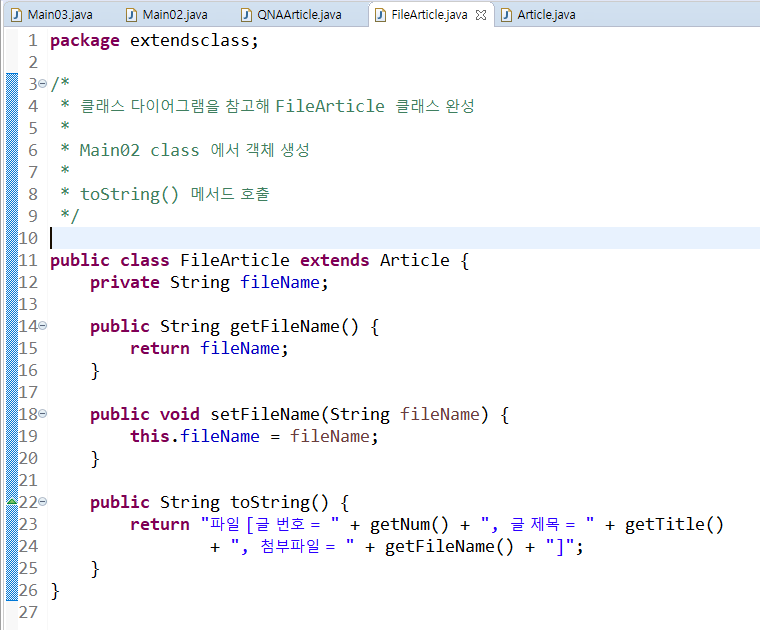 Main03.java Main02.java QNAArticle.java FileArticle.java Article.java
1 package extendsclass;
2
3 /*
4 * 클래스 다이어그램을 참고해 FileArticle 클래스 완성
5 *
6 * Main02 class 에서 객체 생성
7 *
8 * toString() 메서드 호출
9 */
10
11 public class FileArticle extends Article {
12 private String fileName;
13
14 public String getFileName() {
15 return fileName;
16 }
17
18 public void setFileName(String fileName) {
19 this.fileName = fileName;
20 }
21
22 public String toString() {
23 return "파일 [글 번호 = " + getNum() + ", 글 제목 = " + getTitle()
24 + ", 첨부파일 = " + getFileName() + "]";
25 }
26 }
27